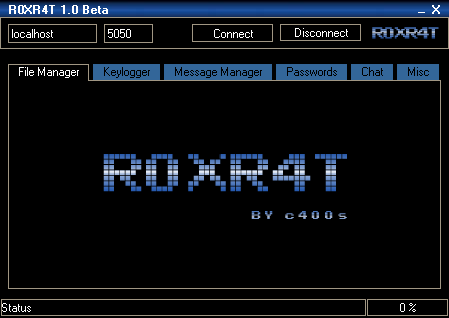 R0XR4T 1.0 Beta
localhost 5050 Connect Disconnect R0XR4T
File Manager Keylogger Message Manager Passwords Chat Misc
R0XR4T
BY c400s
Status 0 %